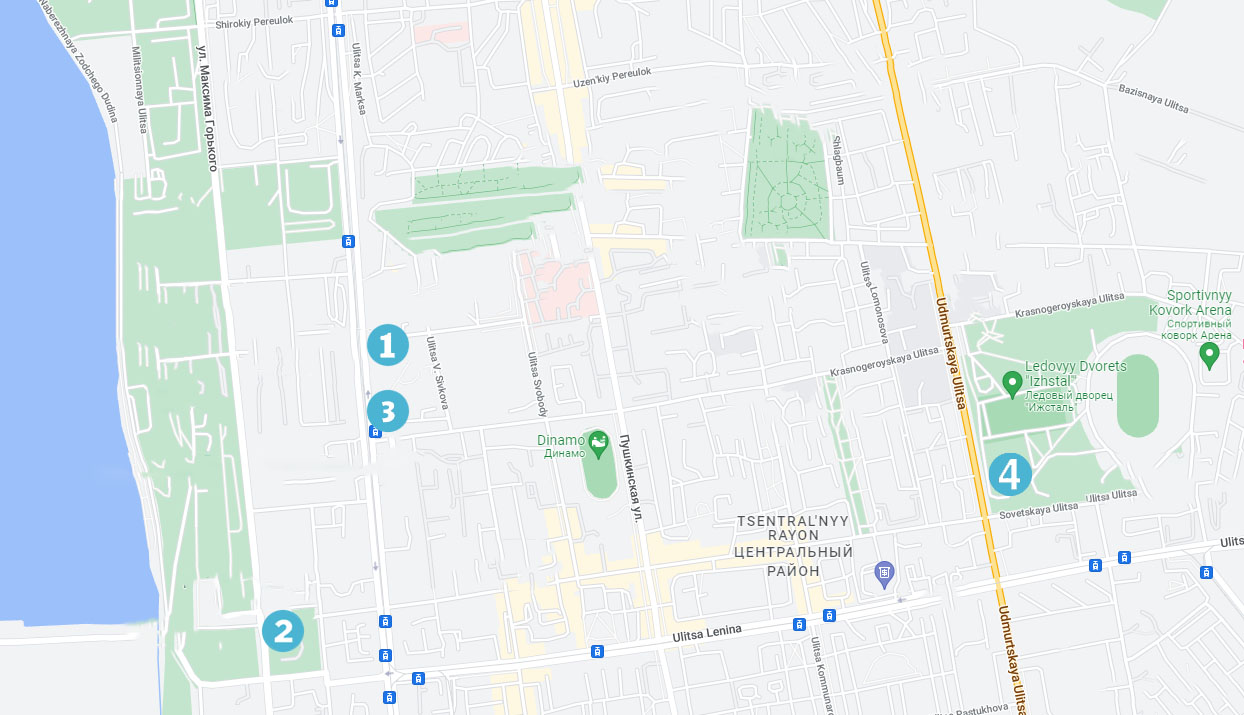 Shirokiy Pereulok
Naberezhnaya Zodchego Dudina
Militsionnaya Ulitsa
ул. Максима Горького
Ulitsa K. Marksa
Uzen'kiy Pereulok
Bazisnaya Ulitsa
Shlagbaum
Ulitsa Lomonosova
Udmurtskaya Ulitsa
Krasnogeroyskaya Ulitsa
Sportivnyy
Kovork Arena
Спортивный
коворк Арена
1
Ulitsa V. Sivkova
Ulitsa Svobody
Krasnogeroyskaya Ulitsa
Ledovyy Dvorets
"Izhstal"
Ледовый дворец
"Ижсталь"
3
Dinamo
Динамо
Пушкинская ул.
4
Sovetskaya Ulitsa
Ulitsa Ulitsa
TSENTRAL'NYY
RAYON
ЦЕНТРАЛЬНЫЙ
РАЙОН
Ulits
2
Ulitsa Lenina
Ulitsa Kommunaro
Udmurtskaya Ulitsa
Pastukhova